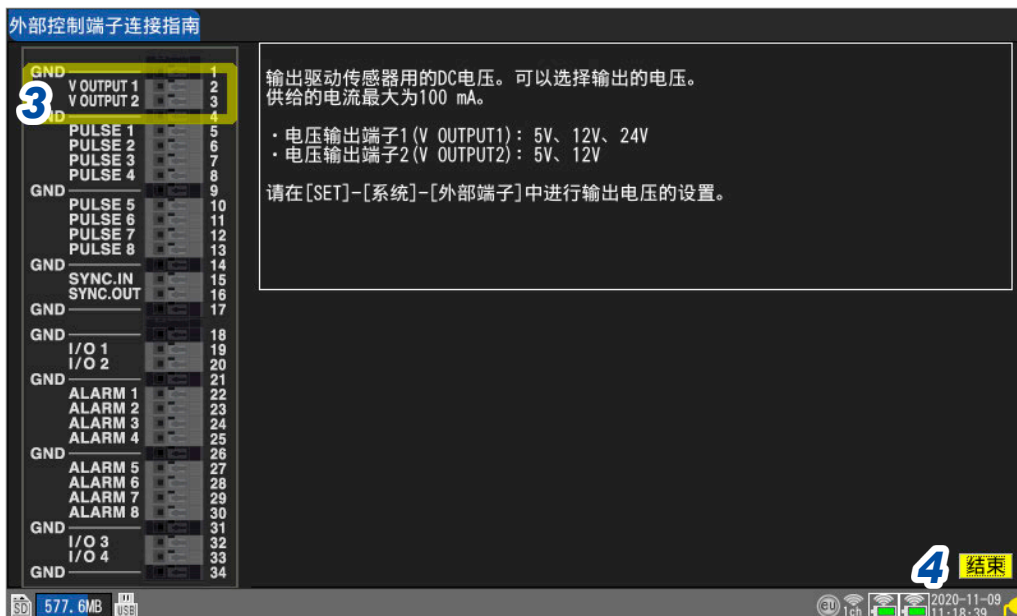 外部控制端子连接指南
GND 1
V OUTPUT 1 2
V OUTPUT 2 3
3
GND 4
PULSE 1 5
PULSE 2 6
PULSE 3 7
PULSE 4 8
GND 9
PULSE 5 10
PULSE 6 11
PULSE 7 12
PULSE 8 13
GND 14
SYNC.IN 15
SYNC.OUT 16
GND 17
GND 18
I/O 1 19
I/O 2 20
GND 21
ALARM 1 22
ALARM 2 23
ALARM 3 24
ALARM 4 25
GND 26
ALARM 5 27
ALARM 6 28
ALARM 7 29
ALARM 8 30
GND 31
I/O 3 32
I/O 4 33
GND 34
输出驱动传感器用的DC电压。可以选择输出的电压。
供给的电流最大为100 mA。
・电压输出端子1(V OUTPUT1): 5V、12V、24V
・电压输出端子2(V OUTPUT2): 5V、12V
请在[SET]-[系统]-[外部端子]中进行输出电压的设置。
4 结束
SD 577.6MB USB
EU 1ch 2020-11-09
11:18:39